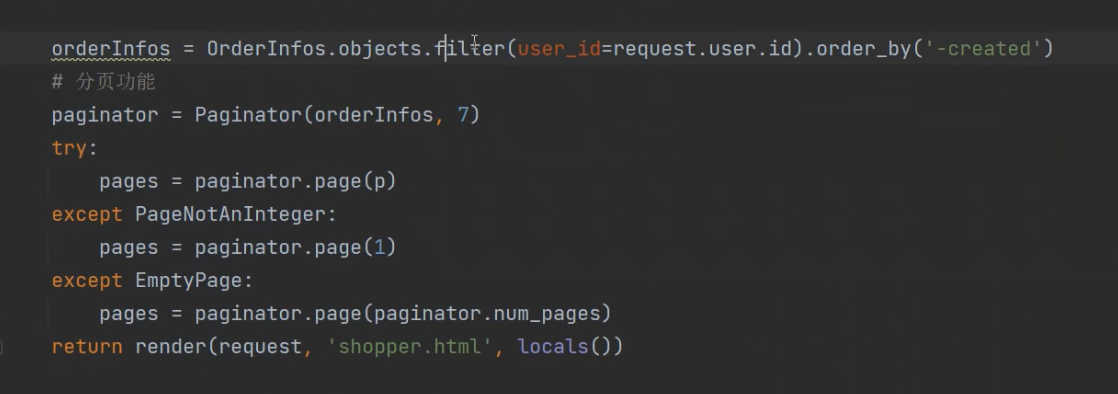 orderInfos = OrderInfos.objects.filter(user_id=request.user.id).order_by('-created')
# 分页功能
paginator = Paginator(orderInfos, 7)
try:
    pages = paginator.page(p)
except PageNotAnInteger:
    pages = paginator.page(1)
except EmptyPage:
    pages = paginator.page(paginator.num_pages)
return render(request, 'shopper.html', locals())